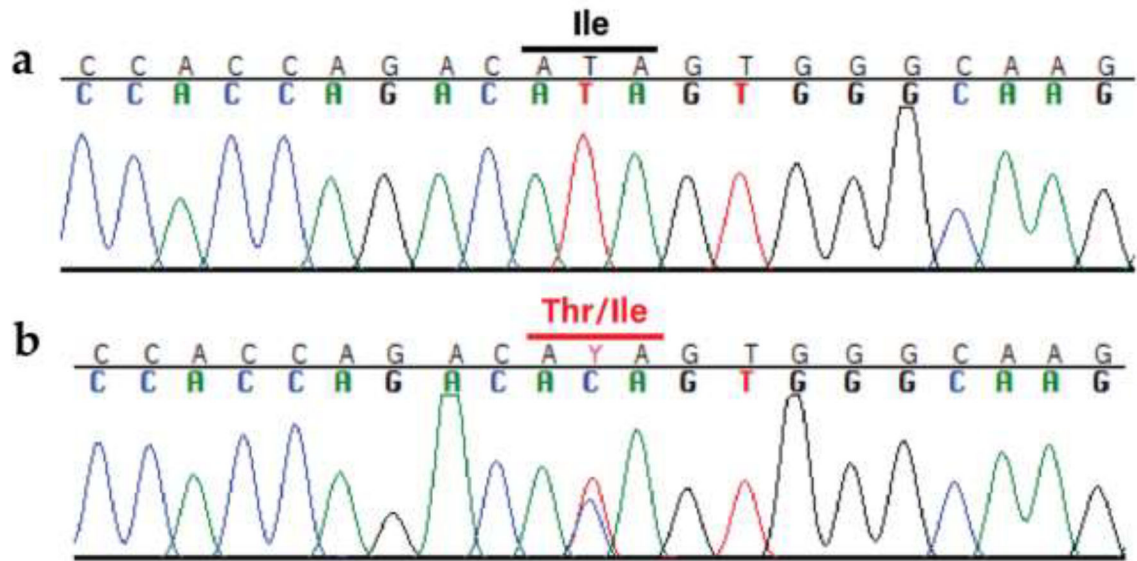 Ile
a
C C A C C A G A C A T A G T G G G C A A G
C C A C C A G A C A T A G T G G G C A A G
Thr/Ile
b
C C A C C A G A C A Y A G T G G G C A A G
C C A C C A G A C A C A G T G G G C A A G